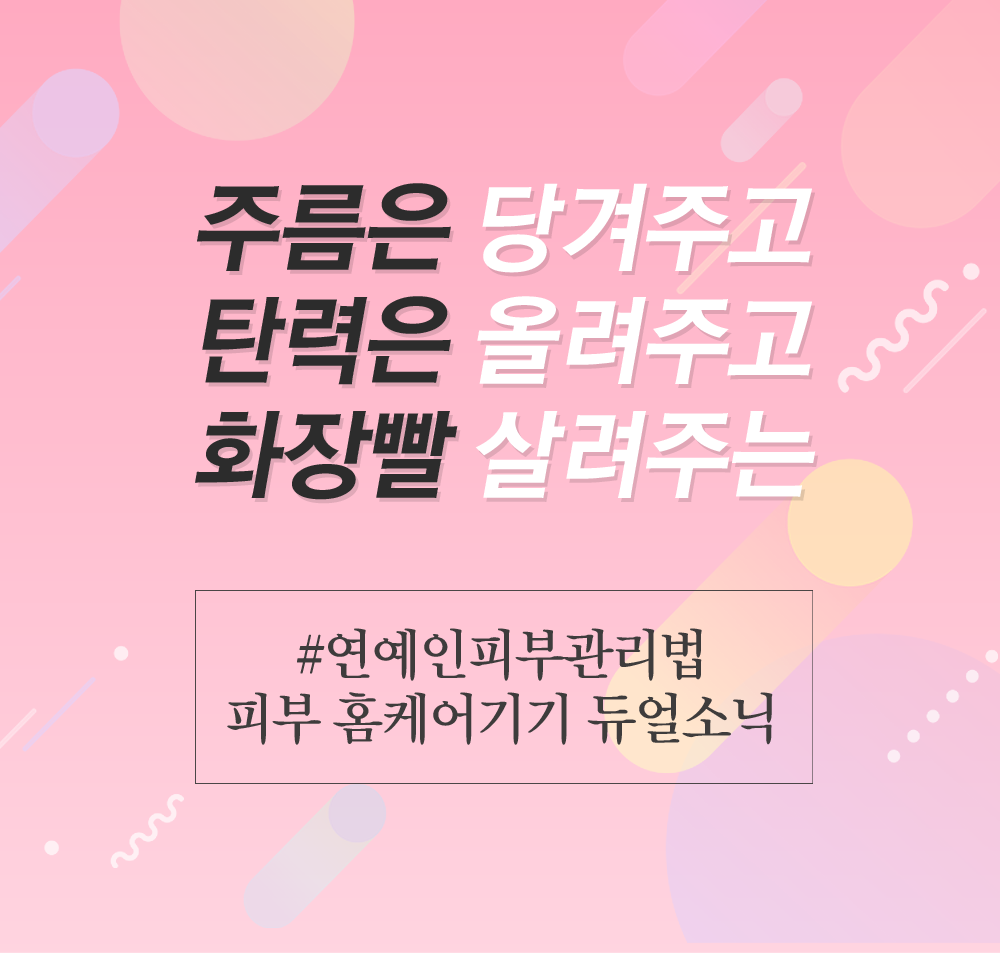 주름은 당겨주고
탄력은 올려주고
화장빨 살려주는
#연예인피부관리법
피부 홈케어기기 듀얼소닉